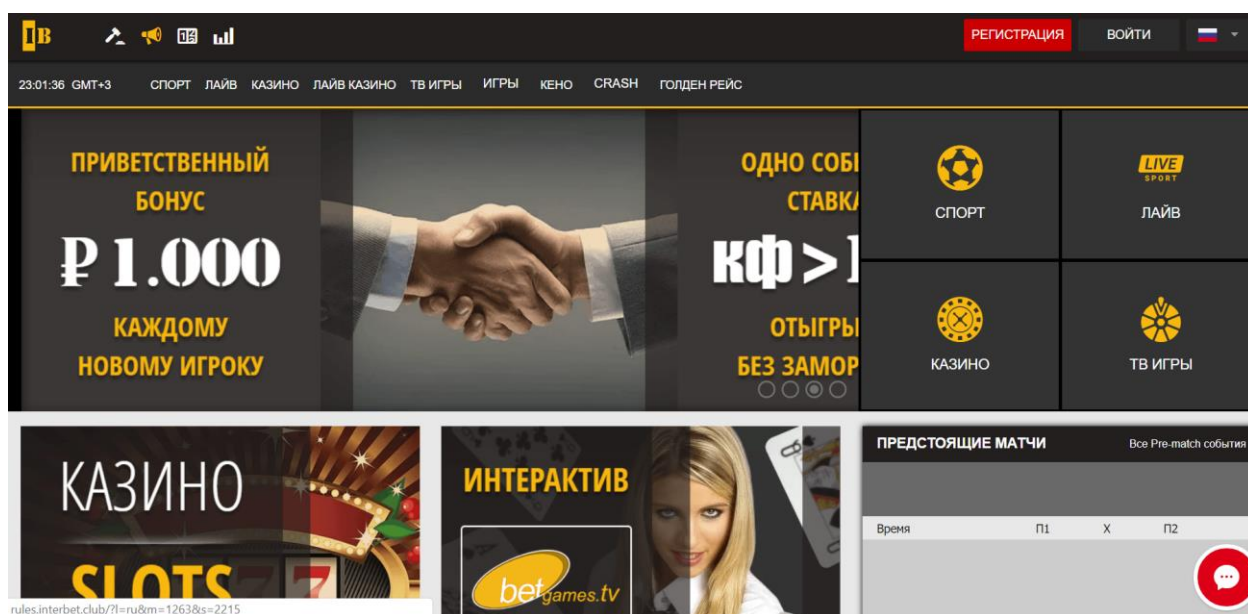 IB
РЕГИСТРАЦИЯ ВОЙТИ
23:01:36 GMT+3 СПОРТ ЛАЙВ КАЗИНО ЛАЙВ КАЗИНО ТВ ИГРЫ ИГРЫ КЕНО CRASH ГОЛДЕН РЕЙС
ПРИВЕТСТВЕННЫЙ
БОНУС
₽ 1.000
КАЖДОМУ
НОВОМУ ИГРОКУ
ОДНО СОБЫ
СТАВКА
кф >
ОТЫГРЫ
БЕЗ ЗАМОР
СПОРТ
LIVE
SPORT
ЛАЙВ
КАЗИНО
ТВ ИГРЫ
КАЗИНО
SLOTS
77
ИНТЕРАКТИВ
betgames.tv
Q
ПРЕДСТОЯЩИЕ МАТЧИ Все Pre-match события
Время П1 X П2
rules.interbet.club/?l=ru&m=1263&s=2215